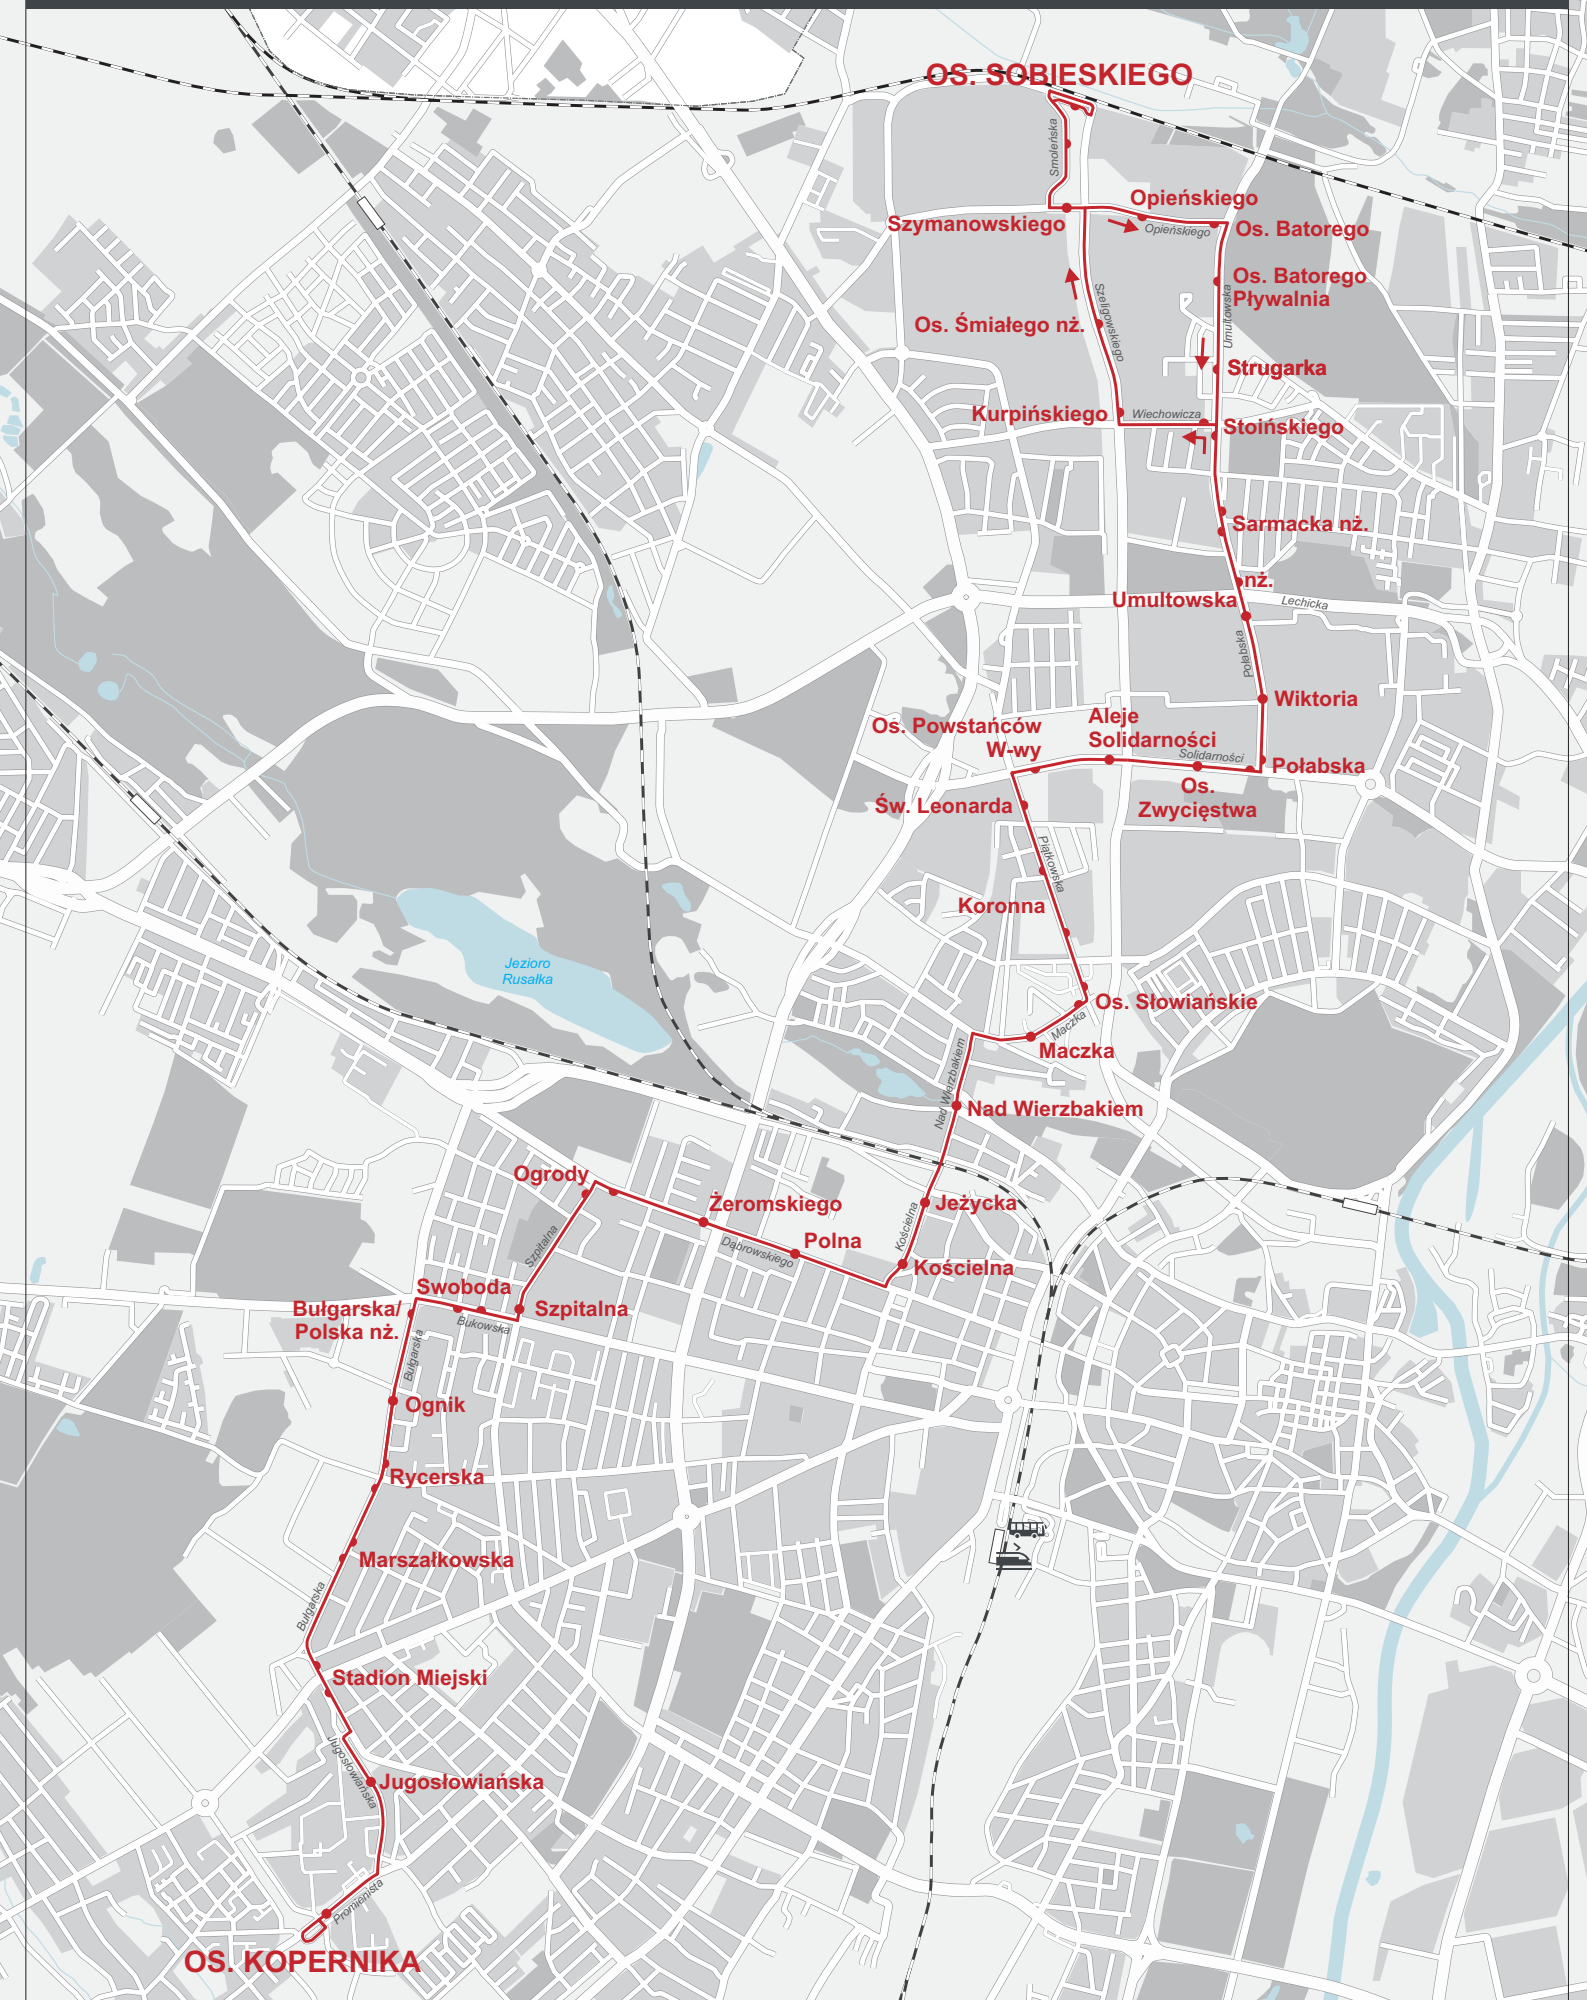 OS. SOBIESKIEGO
Smoleńska
Opieńskiego
Szymanowskiego
Opieńskiego
Os. Batorego
Os. Batorego
Pływalnia
Szeligowskiego
Umultowska
Os. Śmiałego nż.
Strugarka
Kurpińskiego
Wiechowicza
Stoińskiego
Sarmacka nż.
nż.
Umultowska
Lechicka
Połabska
Wiktoria
Os. Powstańców
W-wy
Aleje
Solidarności
Solidarności
Połabska
Os.
Zwycięstwa
Św. Leonarda
Piątkowska
Koronna
Jezioro
Rusałka
Os. Słowiańskie
Maczka
Maczka
Nad Wierzbakiem
Nad Wierzbakiem
Ogrody
Żeromskiego
Jeżycka
Kościelna
Polna
Dąbrowskiego
Szpitalna
Kościelna
Swoboda
Bułgarska/
Polska nż.
Szpitalna
Bukowska
Bułgarska
Ognik
Rycerska
Marszałkowska
Bułgarska
Stadion Miejski
Jugosłowiańska
Jugosłowiańska
Promienista
OS. KOPERNIKA